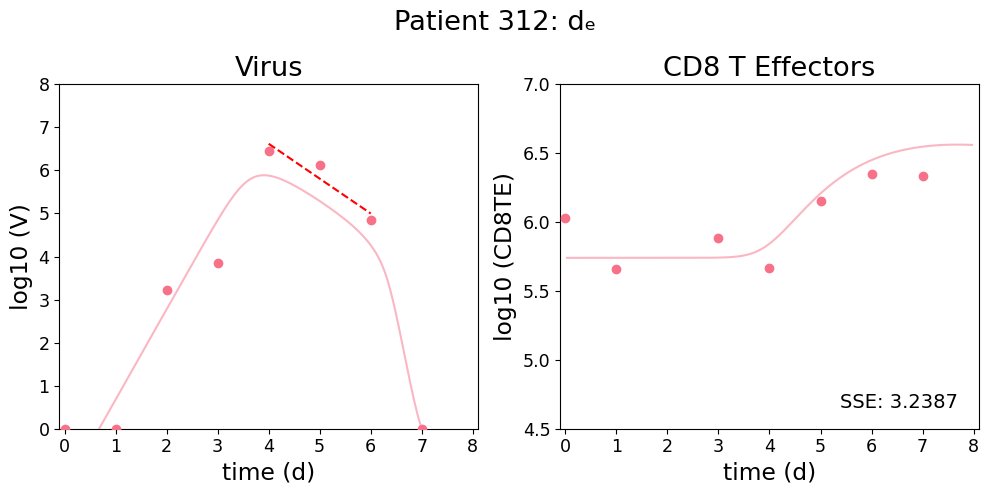 Patient 312: dₑ
Virus
CD8 T Effectors
log10 (V)
8
7
6
5
4
3
2
1
0
0 1 2 3 4 5 6 7 8
time (d)
log10 (CD8TE)
7.0
6.5
6.0
5.5
5.0
4.5
SSE: 3.2387
0 1 2 3 4 5 6 7 8
time (d)